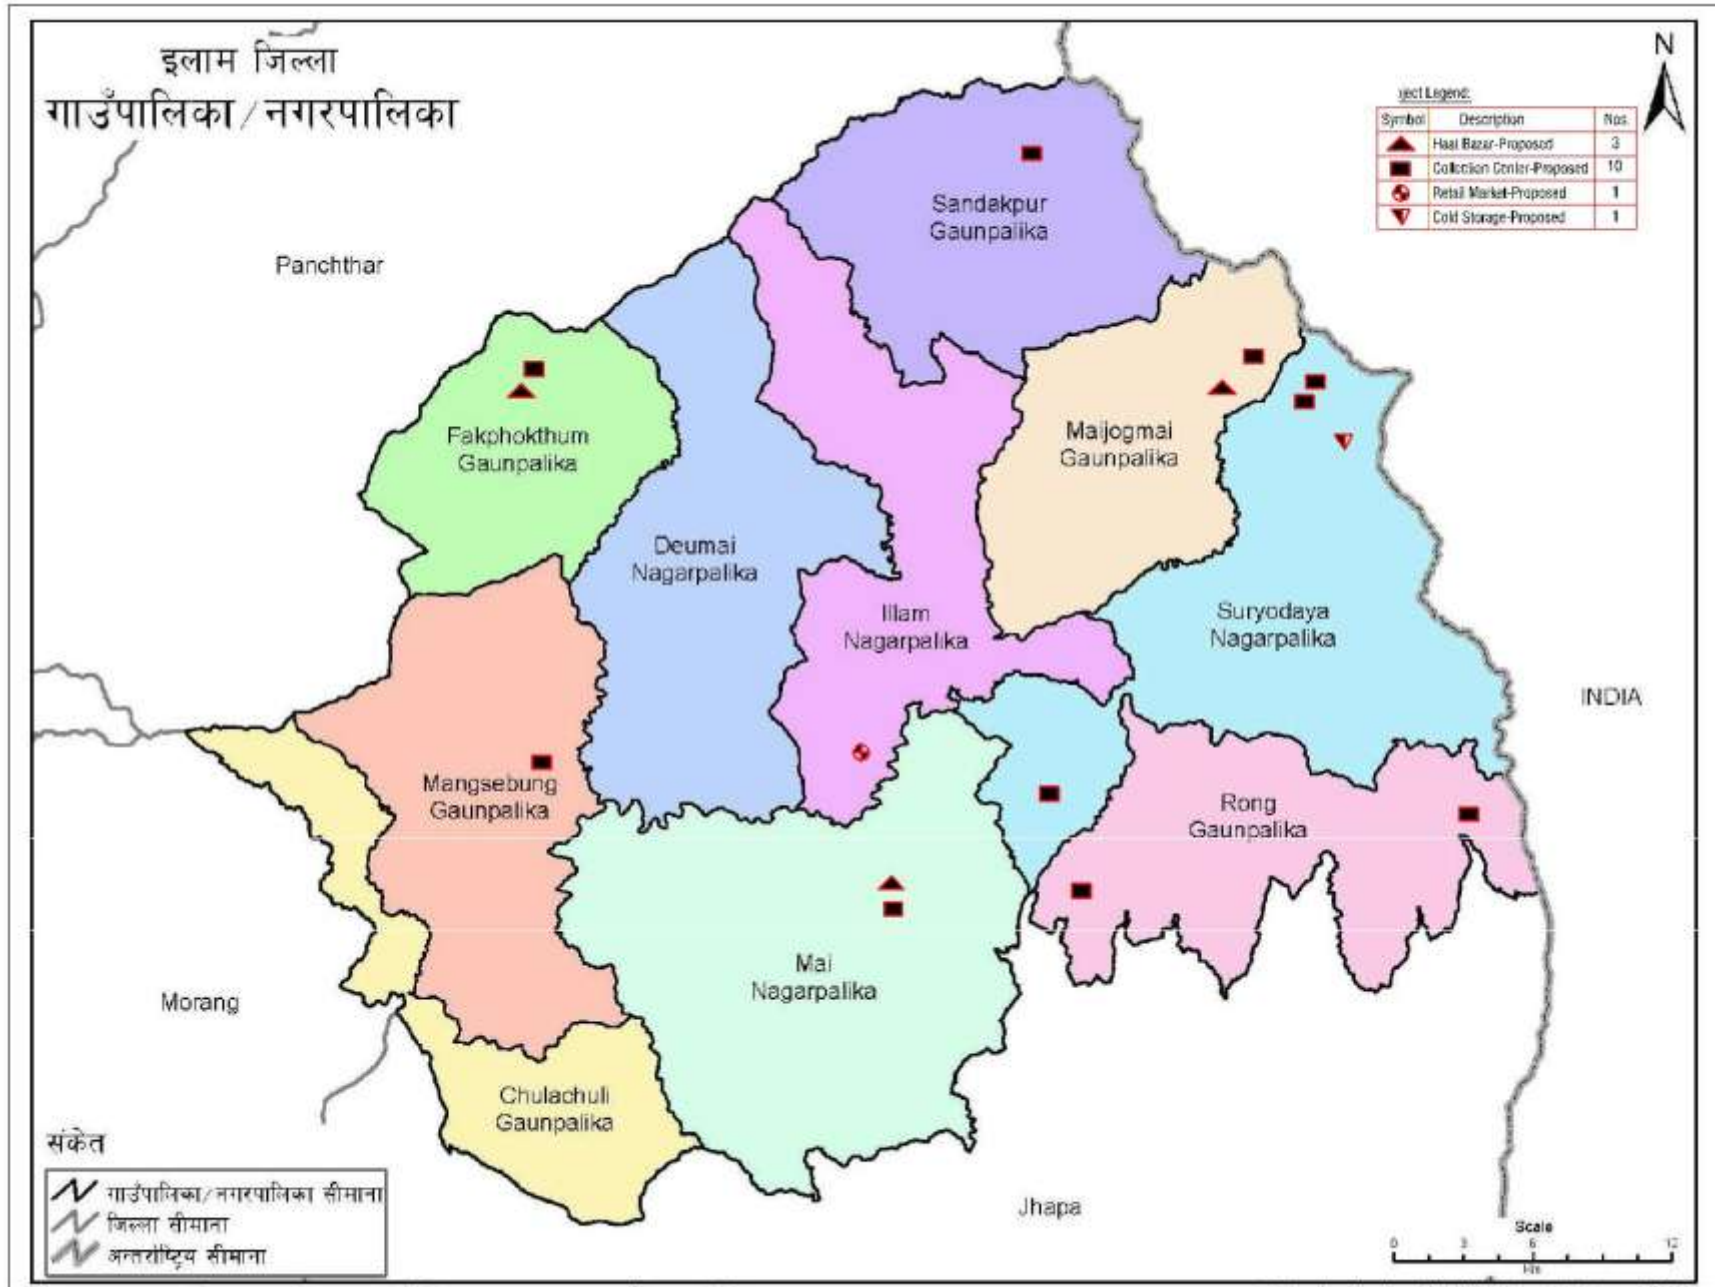 इलाम जिल्ला
गाउँपालिका/नगरपालिका
N
ject Legend:
Symbol Description Nos.
Haat Bazar-Proposed 3
Collection Center-Proposed 10
Retail Market-Proposed 1
Cold Storage-Proposed 1
Sandakpur
Gaunpalika
Panchthar
Fakphokthum
Gaunpalika
Maijogmai
Gaunpalika
Deumai
Nagarpalika
Illam
Nagarpalika
Suryodaya
Nagarpalika
INDIA
Mangsebung
Gaunpalika
Rong
Gaunpalika
Mai
Nagarpalika
Morang
Chulachuli
Gaunpalika
Jhapa
संकेत
गाउँपालिका/नगरपालिका सीमाना
जिल्ला सीमाना
अन्तर्राष्ट्रिय सीमाना
Scale
0 3 6 12